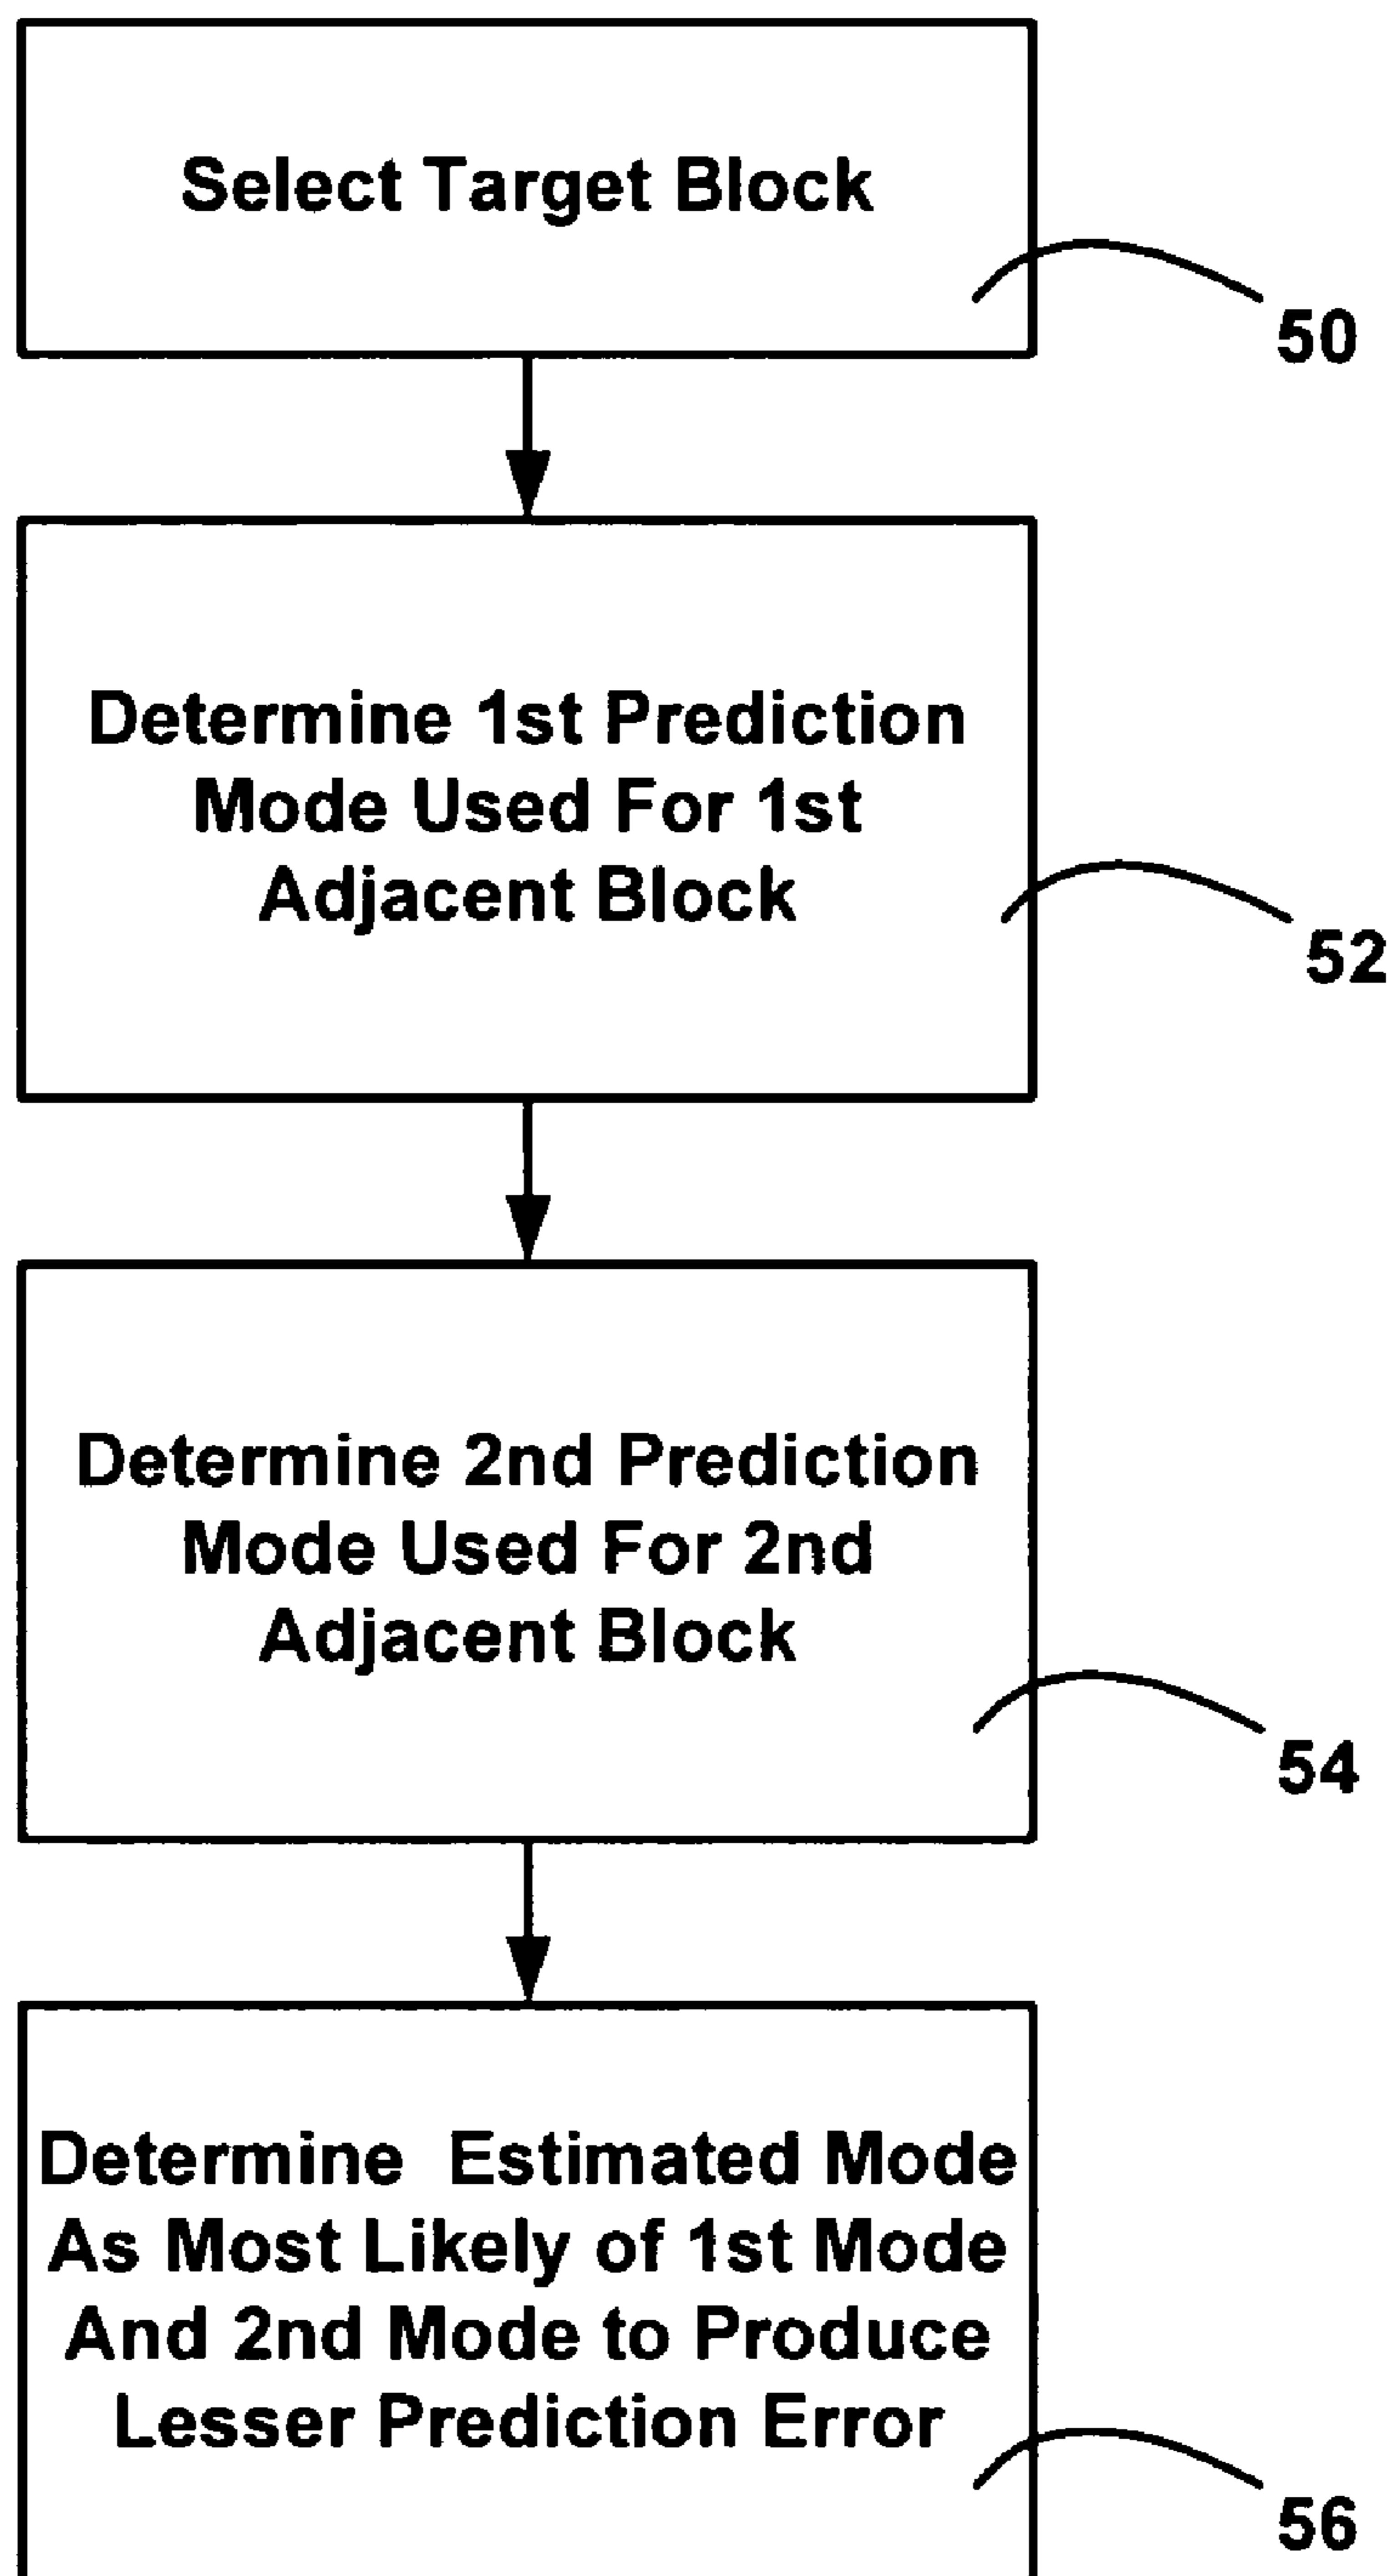 Select Target Block
50
Determine 1st Prediction
Mode Used For 1st
Adjacent Block
52
Determine 2nd Prediction
Mode Used For 2nd
Adjacent Block
54
Determine Estimated Mode
As Most Likely of 1st Mode
And 2nd Mode to Produce
Lesser Prediction Error
56